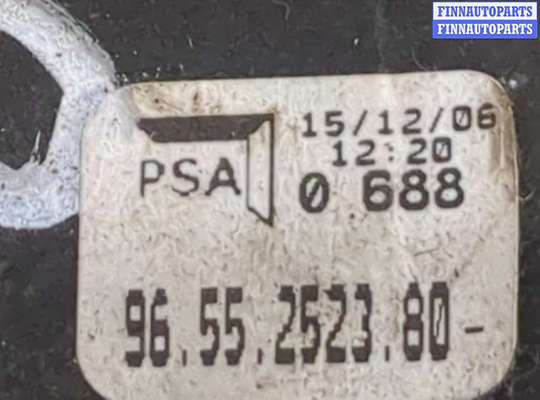 FINNAUTOPARTS
FINNAUTOPARTS
15/12/06
12:20
PSA
0 688
96.55.2523.80-